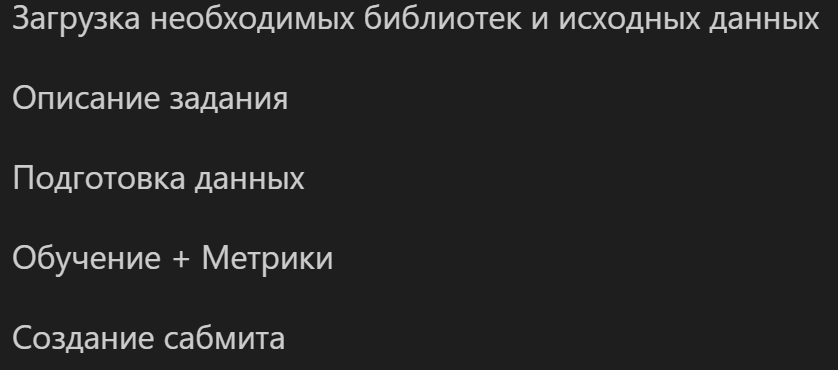 Загрузка необходимых библиотек и исходных данных
Описание задания
Подготовка данных
Обучение + Метрики
Создание сабмита